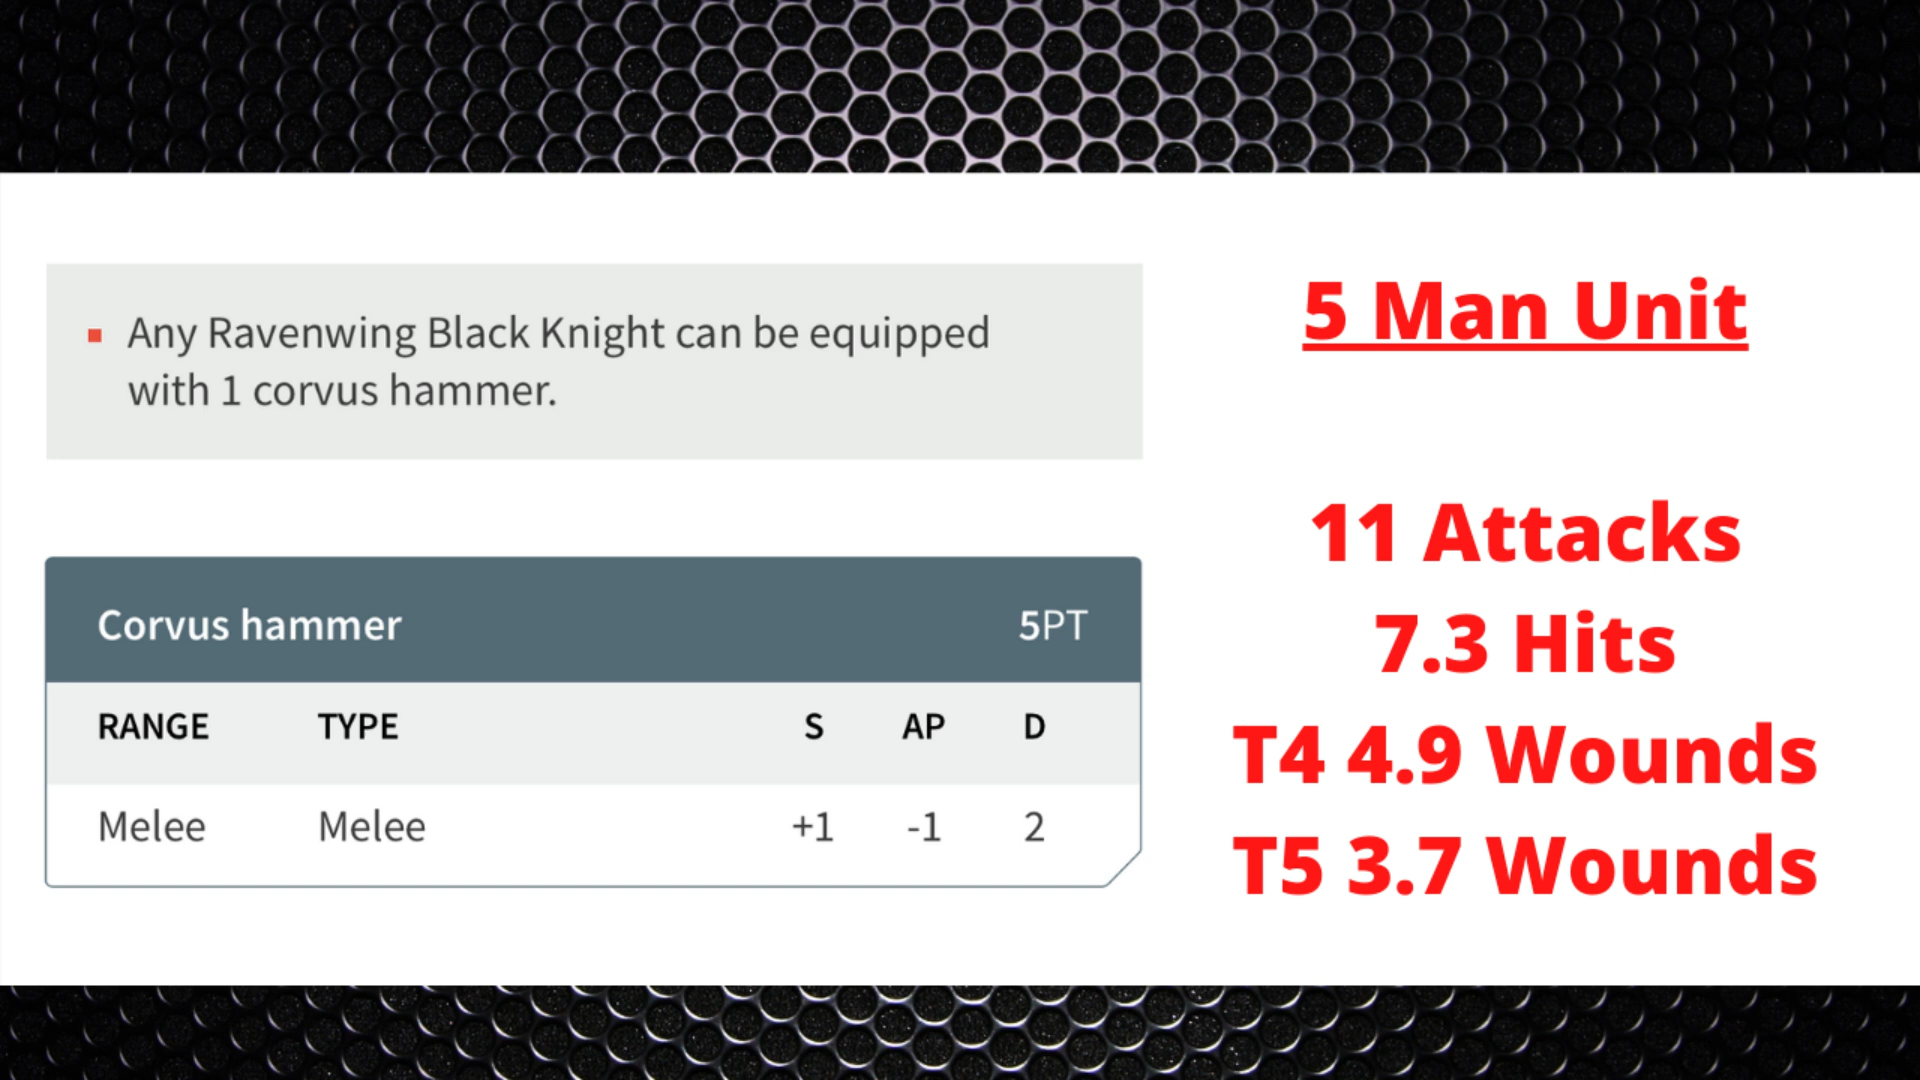 Any Ravenwing Black Knight can be equipped
with 1 corvus hammer.
Corvus hammer 5PT
RANGE TYPE S AP D
Melee Melee +1 -1 2
5 Man Unit
11 Attacks
7.3 Hits
T4 4.9 Wounds
T5 3.7 Wounds